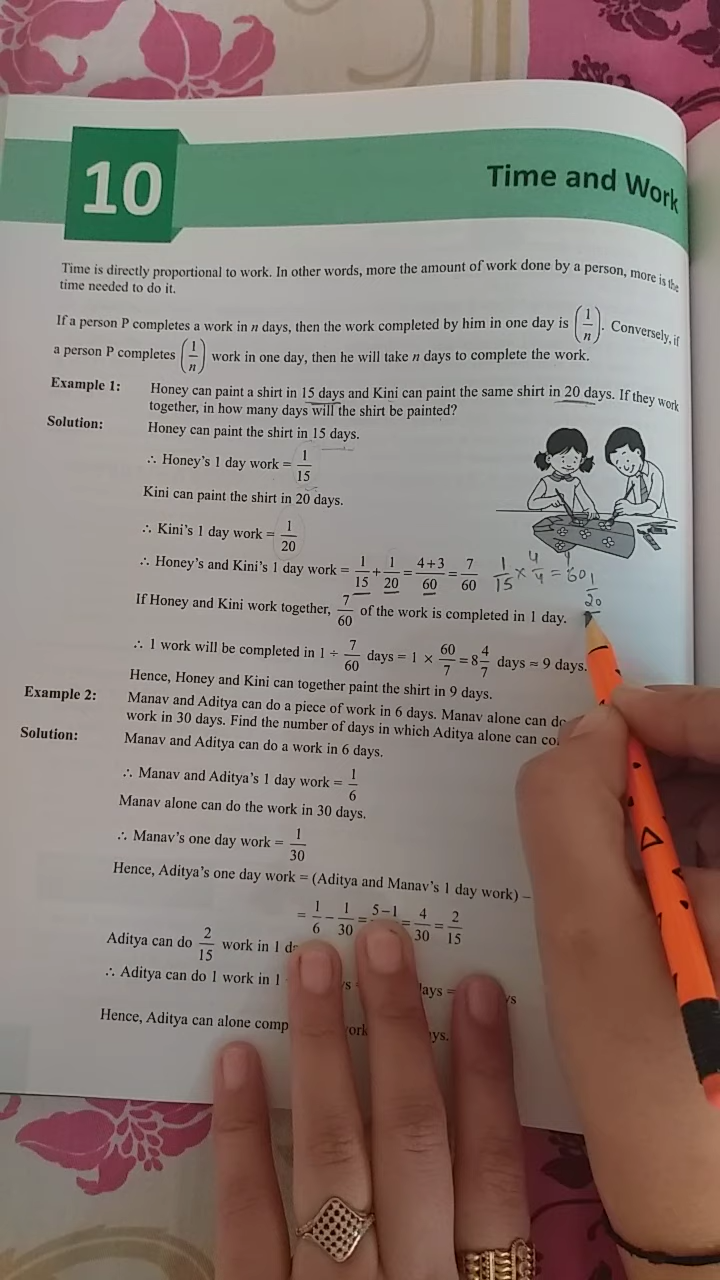 10
Time and Work
Time is directly proportional to work. In other words, more the amount of work done by a person, more is the
time needed to do it.
If a person P completes a work in n days, then the work completed by him in one day is (1/n). Conversely, if
a person P completes (1/n) work in one day, then he will take n days to complete the work.
Example 1: Honey can paint a shirt in 15 days and Kini can paint the same shirt in 20 days. If they work
together, in how many days will the shirt be painted?
Solution: Honey can paint the shirt in 15 days.
∴ Honey's 1 day work = 1/15
Kini can paint the shirt in 20 days.
∴ Kini's 1 day work = 1/20
∴ Honey's and Kini's 1 day work = 1/15 + 1/20 = 4+3/60 = 7/60 1/15 × 4/4 = 4/60 1/20
If Honey and Kini work together, 7/60 of the work is completed in 1 day.
∴ 1 work will be completed in 1 ÷ 7/60 days = 1 × 60/7 = 8 4/7 days ≈ 9 days.
Hence, Honey and Kini can together paint the shirt in 9 days.
Example 2: Manav and Aditya can do a piece of work in 6 days. Manav alone can do
work in 30 days. Find the number of days in which Aditya alone can
Solution: Manav and Aditya can do a work in 6 days.
∴ Manav and Aditya's 1 day work = 1/6
Manav alone can do the work in 30 days.
∴ Manav's one day work = 1/30
Hence, Aditya's one day work = (Aditya and Manav's 1 day work) –
= 1/6 – 1/30 = 5–1 = 4/30 = 2/15
Aditya can do 2/15 work in 1
∴ Aditya can do 1 work in 1
Hence, Aditya can alone